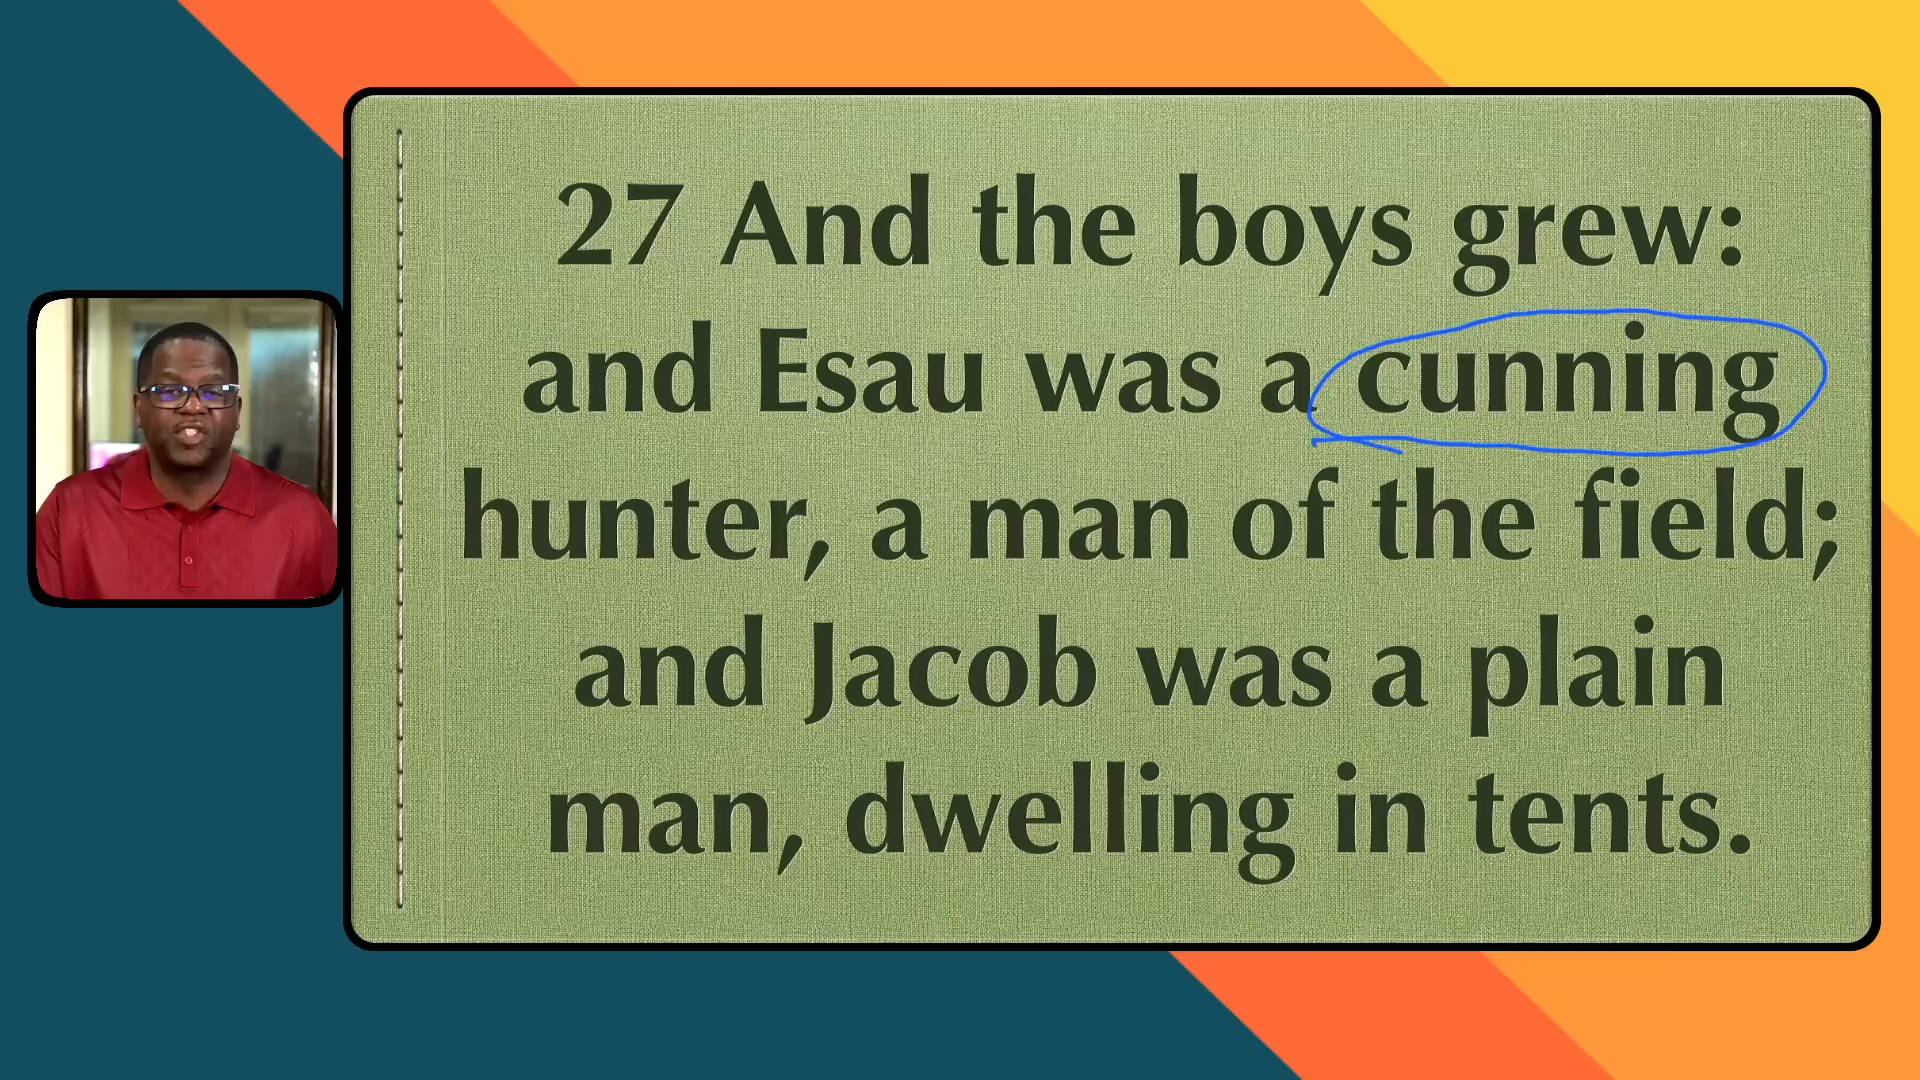 27 And the boys grew:
and Esau was a cunning
hunter, a man of the field;
and Jacob was a plain
man, dwelling in tents.